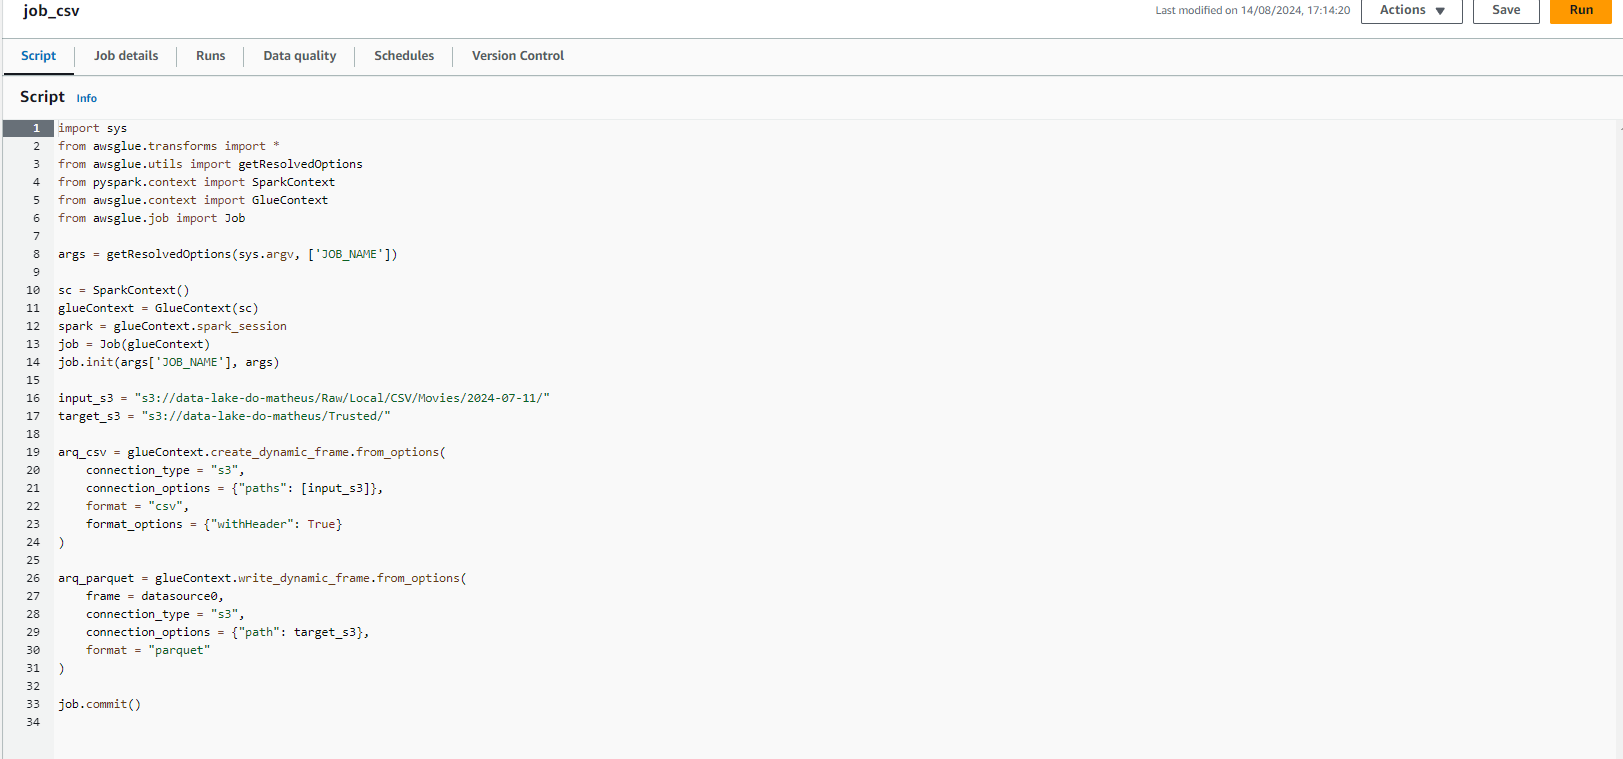 job_csv
Last modified on 14/08/2024, 17:14:20
Actions
Save
Run
Script
Job details
Runs
Data quality
Schedules
Version Control
Script Info
1 import sys
2 from awsglue.transforms import *
3 from awsglue.utils import getResolvedOptions
4 from pyspark.context import SparkContext
5 from awsglue.context import GlueContext
6 from awsglue.job import Job
7
8 args = getResolvedOptions(sys.argv, ['JOB_NAME'])
9
10 sc = SparkContext()
11 glueContext = GlueContext(sc)
12 spark = glueContext.spark_session
13 job = Job(glueContext)
14 job.init(args['JOB_NAME'], args)
15
16 input_s3 = "s3://data-lake-do-matheus/Raw/Local/CSV/Movies/2024-07-11/"
17 target_s3 = "s3://data-lake-do-matheus/Trusted/"
18
19 arq_csv = glueContext.create_dynamic_frame.from_options(
20     connection_type = "s3",
21     connection_options = {"paths": [input_s3]},
22     format = "csv",
23     format_options = {"withHeader": True}
24 )
25
26 arq_parquet = glueContext.write_dynamic_frame.from_options(
27     frame = datasource0,
28     connection_type = "s3",
29     connection_options = {"path": target_s3},
30     format = "parquet"
31 )
32
33 job.commit()
34